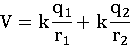 V = k q₁/r₁ + k q₂/r₂